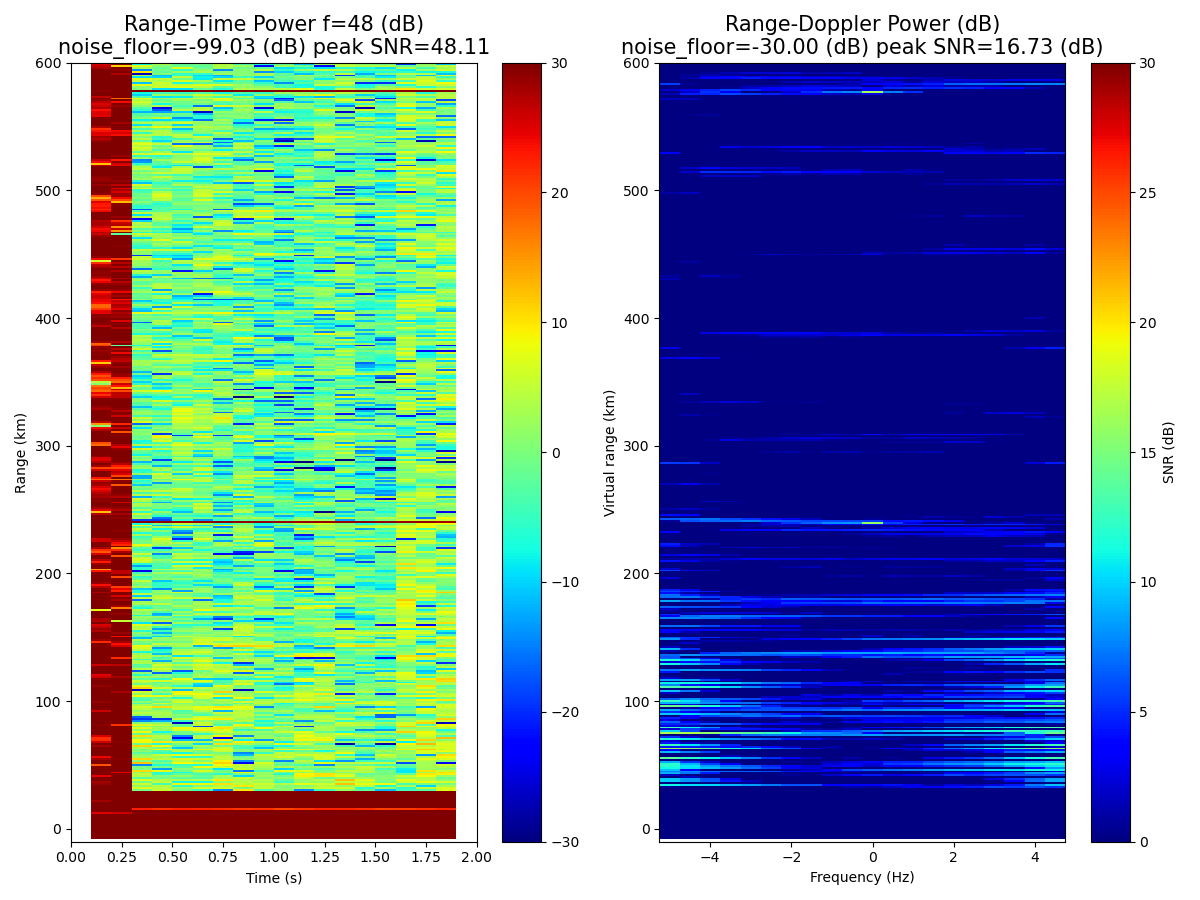 Range-Time Power f=48 (dB)
noise_floor=-99.03 (dB) peak SNR=48.11
Range (km)
600
500
400
300
200
100
0
0.00 0.25 0.50 0.75 1.00 1.25 1.50 1.75 2.00
Time (s)
30
20
10
0
−10
−20
−30
Range-Doppler Power (dB)
noise_floor=-30.00 (dB) peak SNR=16.73 (dB)
Virtual range (km)
600
500
400
300
200
100
0
−4 −2 0 2 4
Frequency (Hz)
30
25
20
15
10
5
0
SNR (dB)